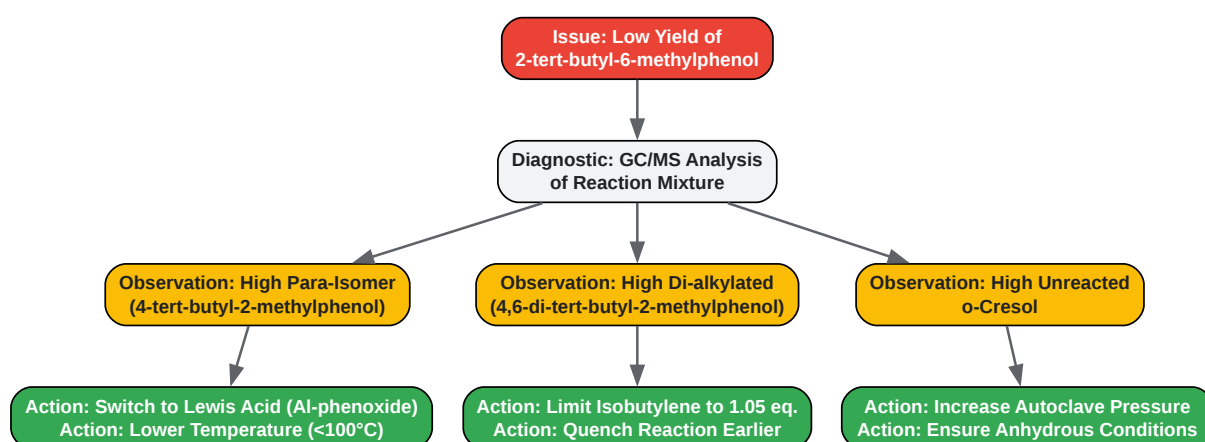 Issue: Low Yield of
2-tert-butyl-6-methylphenol
Diagnostic: GC/MS Analysis
of Reaction Mixture
Observation: High Para-Isomer
(4-tert-butyl-2-methylphenol)
Observation: High Di-alkylated
(4,6-di-tert-butyl-2-methylphenol)
Observation: High Unreacted
o-Cresol
Action: Switch to Lewis Acid (Al-phenoxide)
Action: Lower Temperature (<100°C)
Action: Limit Isobutylene to 1.05 eq.
Action: Quench Reaction Earlier
Action: Increase Autoclave Pressure
Action: Ensure Anhydrous Conditions